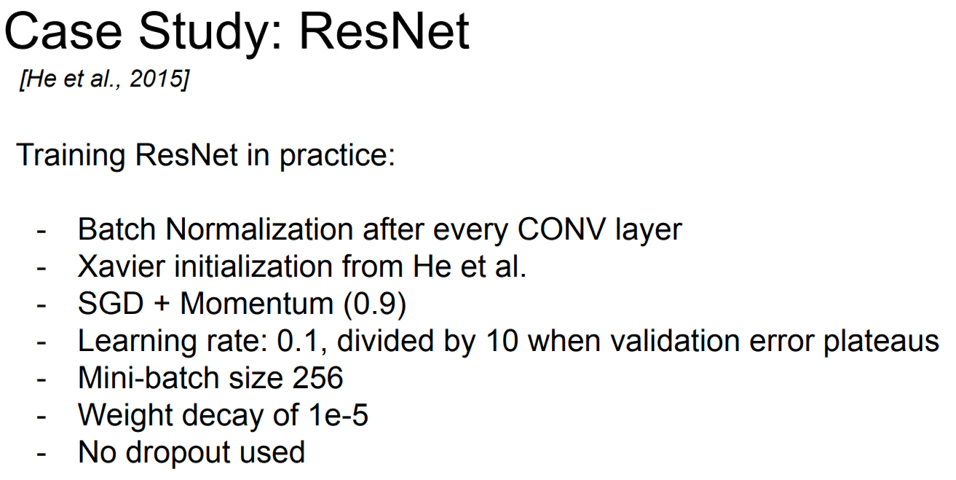 Case Study: ResNet
[He et al., 2015]
Training ResNet in practice:
- Batch Normalization after every CONV layer
- Xavier initialization from He et al.
- SGD + Momentum (0.9)
- Learning rate: 0.1, divided by 10 when validation error plateaus
- Mini-batch size 256
- Weight decay of 1e-5
- No dropout used